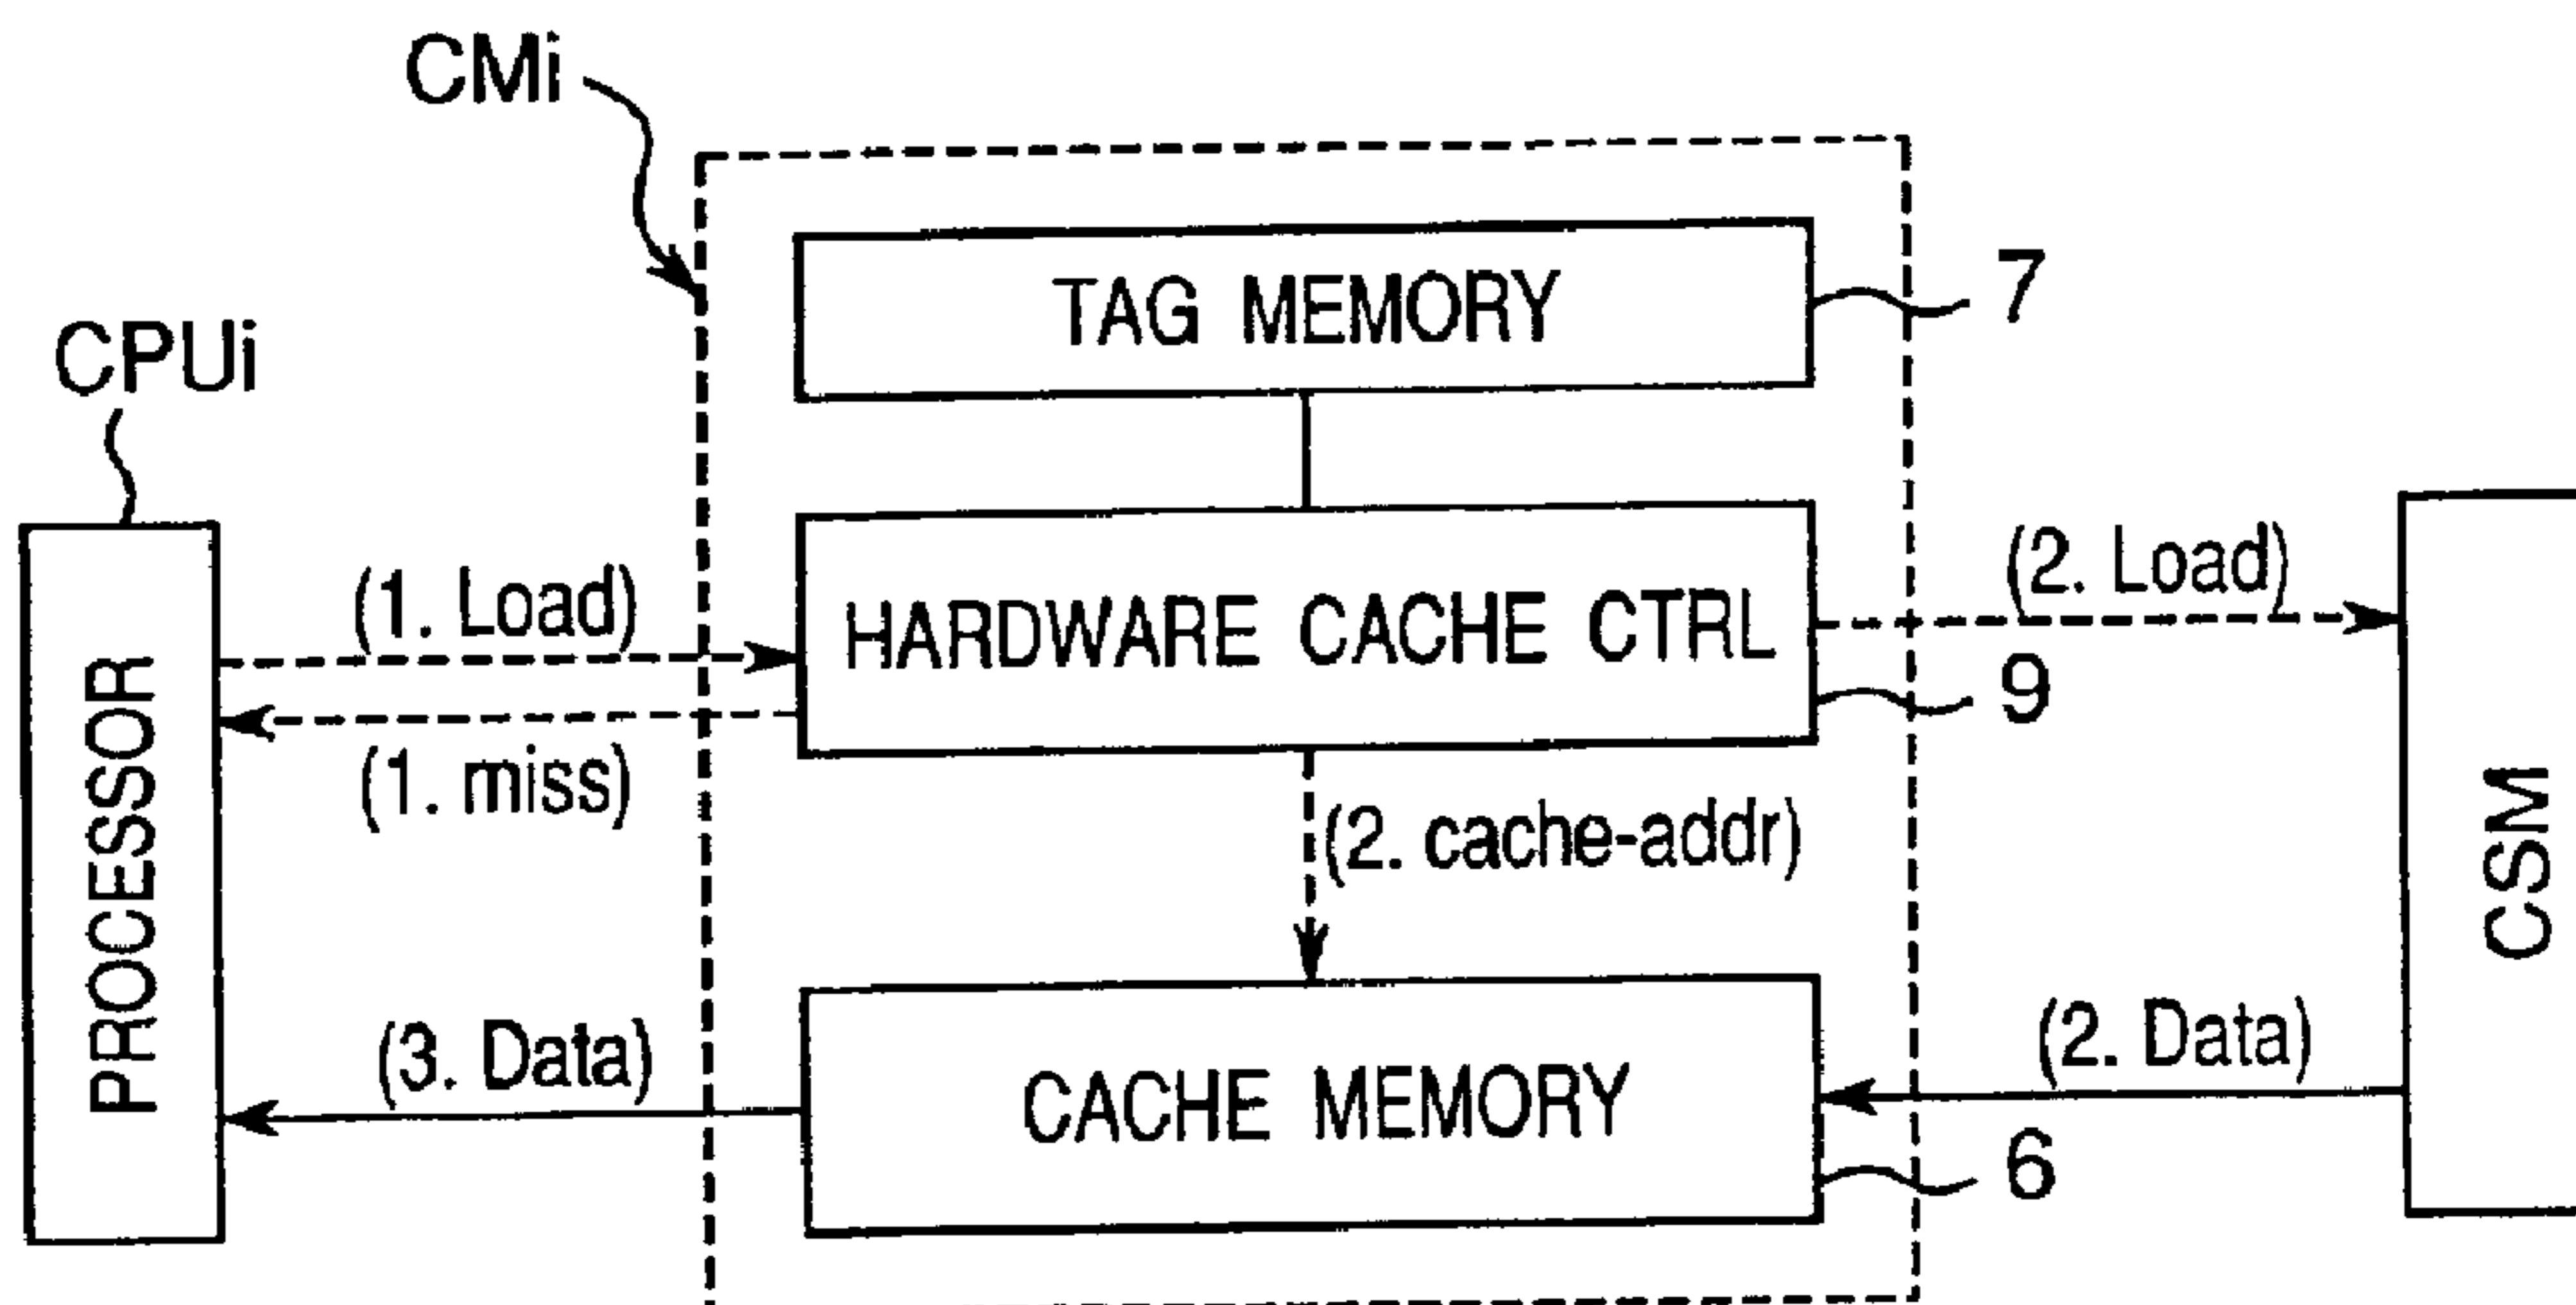 CMi
TAG MEMORY
7
CPUi
PROCESSOR
(1. Load)
(1. miss)
HARDWARE CACHE CTRL
9
(2. Load)
(2. cache-addr)
CSM
(3. Data)
CACHE MEMORY
6
(2. Data)